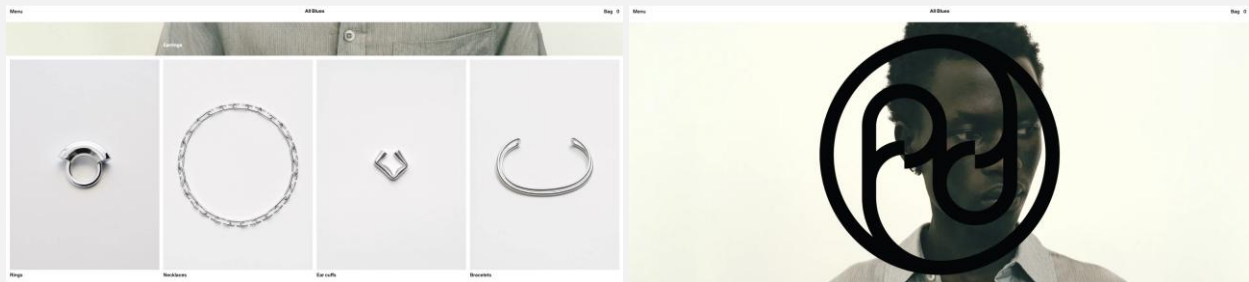 Menu
All Blues
Bag 0
Earrings
Rings
Necklaces
Ear cuffs
Bracelets
Menu
All Blues
Bag 0